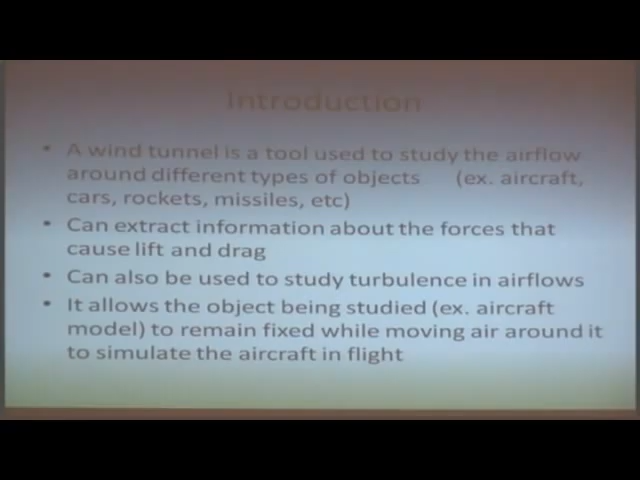 Introduction
• A wind tunnel is a tool used to study the airflow
around different types of objects (ex. aircraft,
cars, rockets, missiles, etc)
• Can extract information about the forces that
cause lift and drag
• Can also be used to study turbulence in airflows
• It allows the object being studied (ex. aircraft
model) to remain fixed while moving air around it
to simulate the aircraft in flight